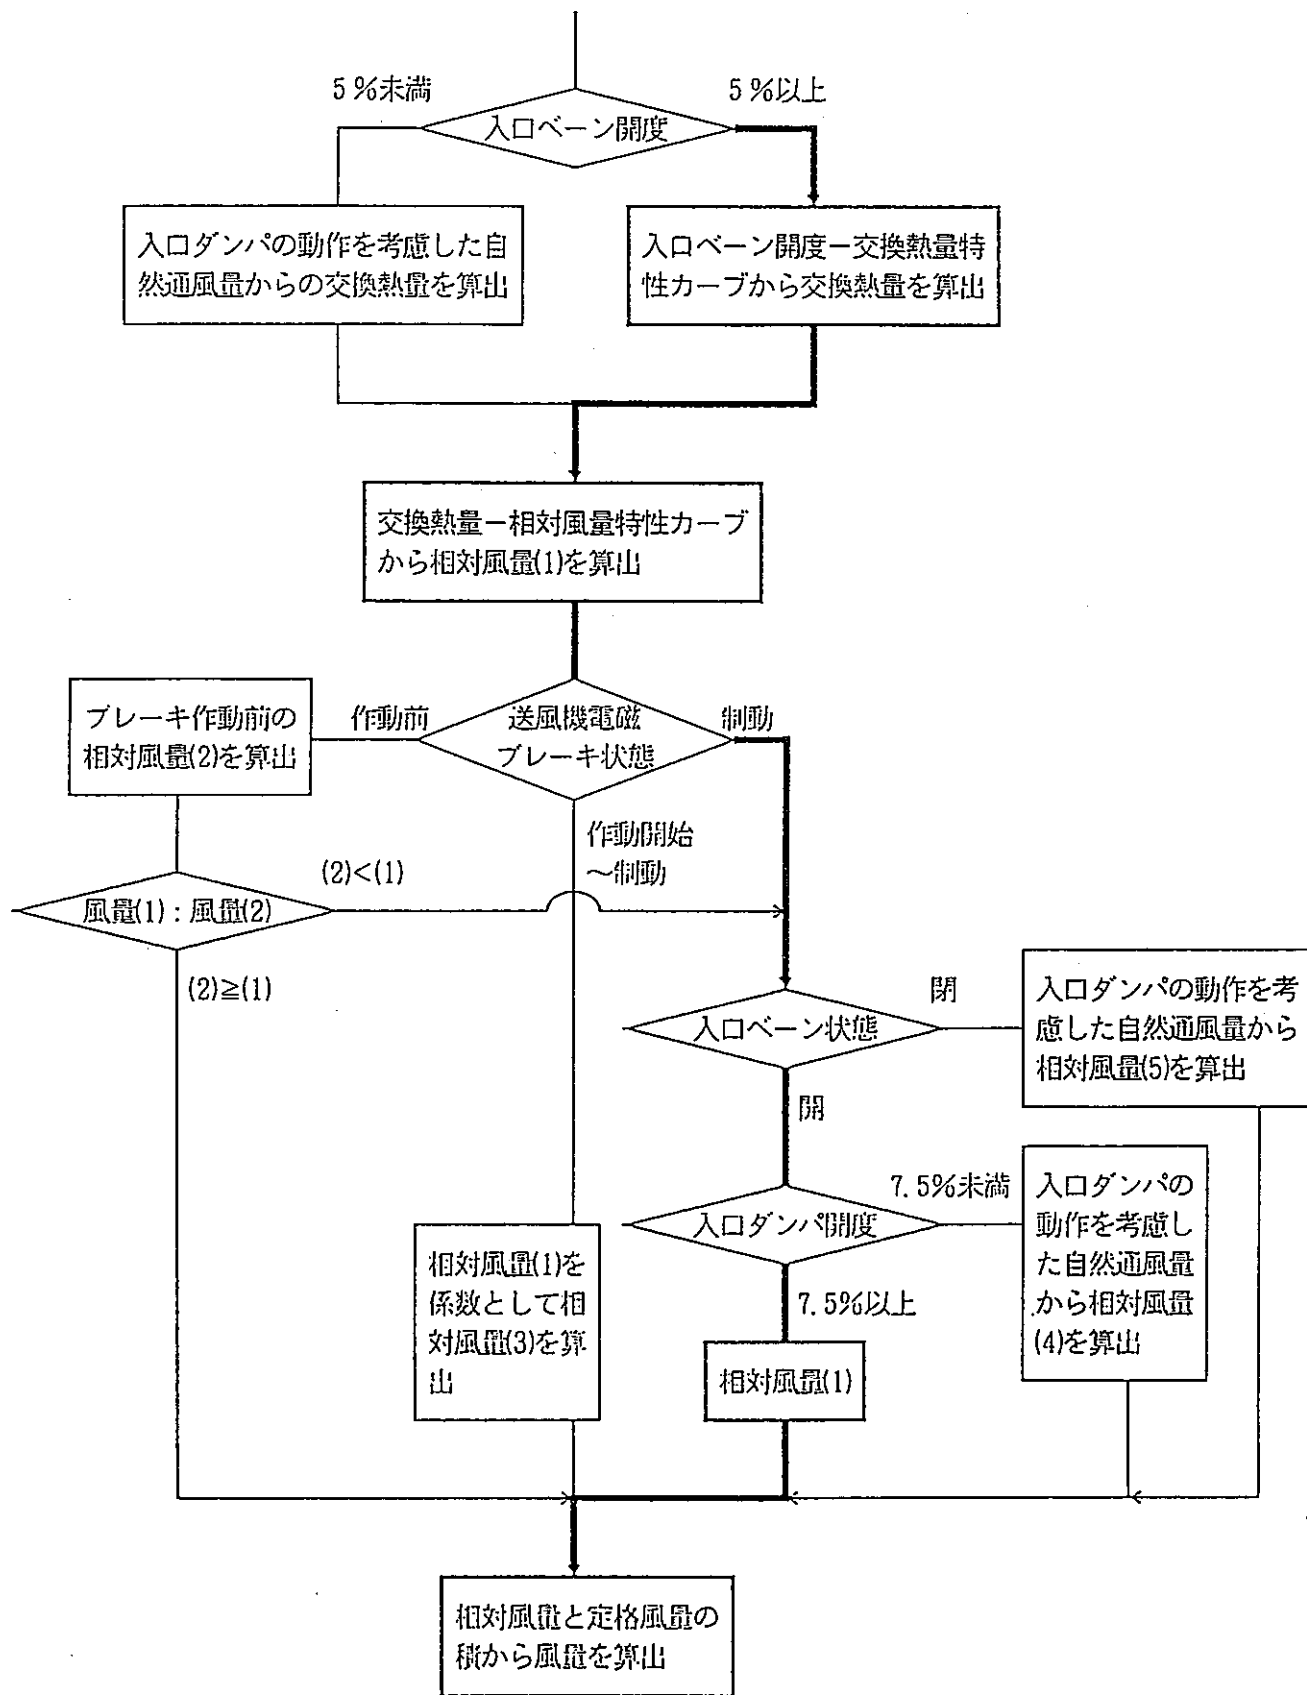 5%未満
5%以上
入口ベーン開度
入口ダンパの動作を考慮した自
然通風量からの交換熱量を算出
入口ベーン開度ー交換熱量特
性カーブから交換熱量を算出
交換熱量ー相対風量特性カーブ
から相対風量(1)を算出
ブレーキ作動前の
相対風量(2)を算出
作動前
送風機電磁
ブレーキ状態
制動
作動開始
～制動
(2)<(1)
風量(1):風量(2)
(2)≧(1)
入口ベーン状態
閉
入口ダンパの動作を考
慮した自然通風量から
相対風量(5)を算出
開
7.5%未満
入口ダンパ開度
入口ダンパの
動作を考慮し
た自然通風量
から相対風量
(4)を算出
相対風量(1)を
係数として相
対風量(3)を算
出
7.5%以上
相対風量(1)
相対風量と定格風量の
積から風量を算出